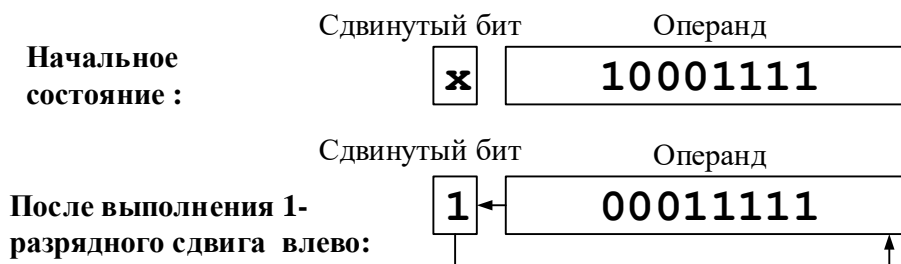 Сдвинутый бит Операнд
Начальное
состояние :
x 10001111
Сдвинутый бит Операнд
После выполнения 1-
разрядного сдвига влево:
1 00011111